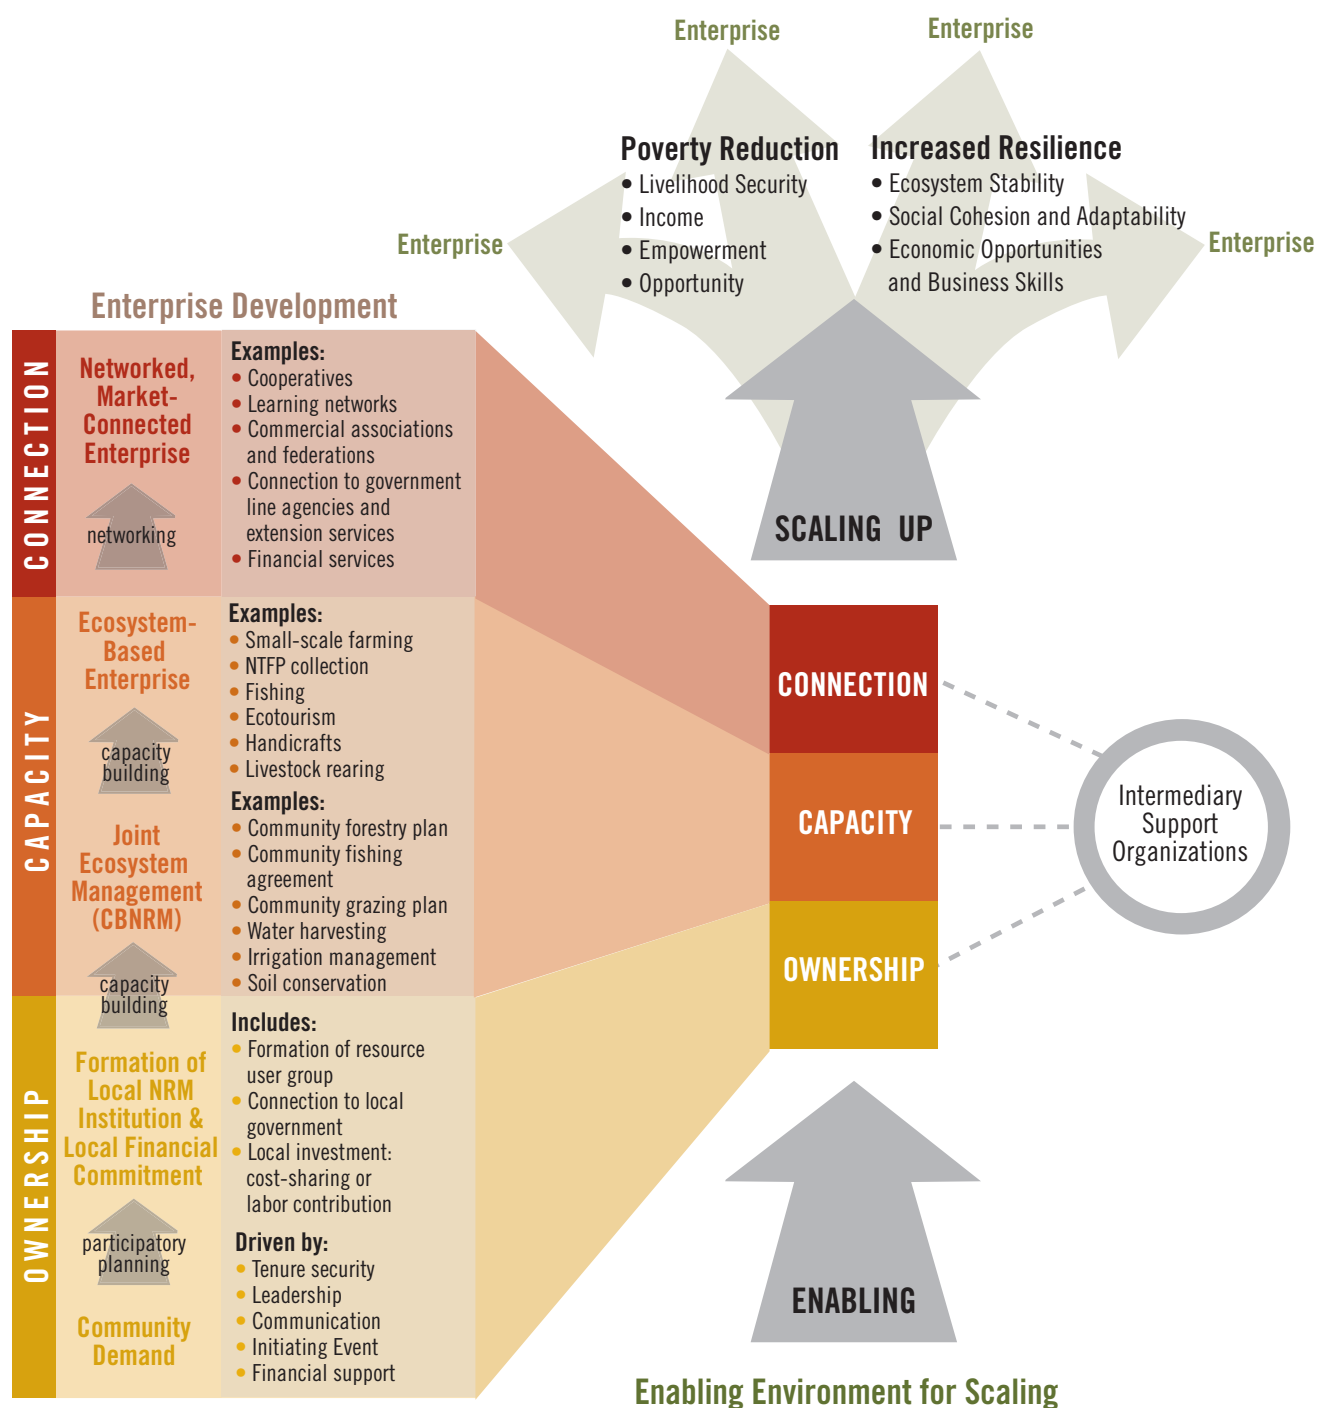 Enterprise
Enterprise
Poverty Reduction
• Livelihood Security
• Income
• Empowerment
• Opportunity
Increased Resilience
• Ecosystem Stability
• Social Cohesion and Adaptability
• Economic Opportunities
and Business Skills
Enterprise
Enterprise
Enterprise Development
CONNECTION
Networked,
Market-
Connected
Enterprise
networking
Examples:
• Cooperatives
• Learning networks
• Commercial associations
and federations
• Connection to government
line agencies and
extension services
• Financial services
CAPACITY
Ecosystem-
Based
Enterprise
capacity
building
Examples:
• Small-scale farming
• NTFP collection
• Fishing
• Ecotourism
• Handicrafts
• Livestock rearing
Joint
Ecosystem
Management
(CBNRM)
capacity
building
Examples:
• Community forestry plan
• Community fishing
agreement
• Community grazing plan
• Water harvesting
• Irrigation management
• Soil conservation
OWNERSHIP
Formation of
Local NRM
Institution &
Local Financial
Commitment
participatory
planning
Includes:
• Formation of resource
user group
• Connection to local
government
• Local investment:
cost-sharing or
labor contribution
Community
Demand
Driven by:
• Tenure security
• Leadership
• Communication
• Initiating Event
• Financial support
SCALING UP
CONNECTION
CAPACITY
OWNERSHIP
Intermediary
Support
Organizations
ENABLING
Enabling Environment for Scaling